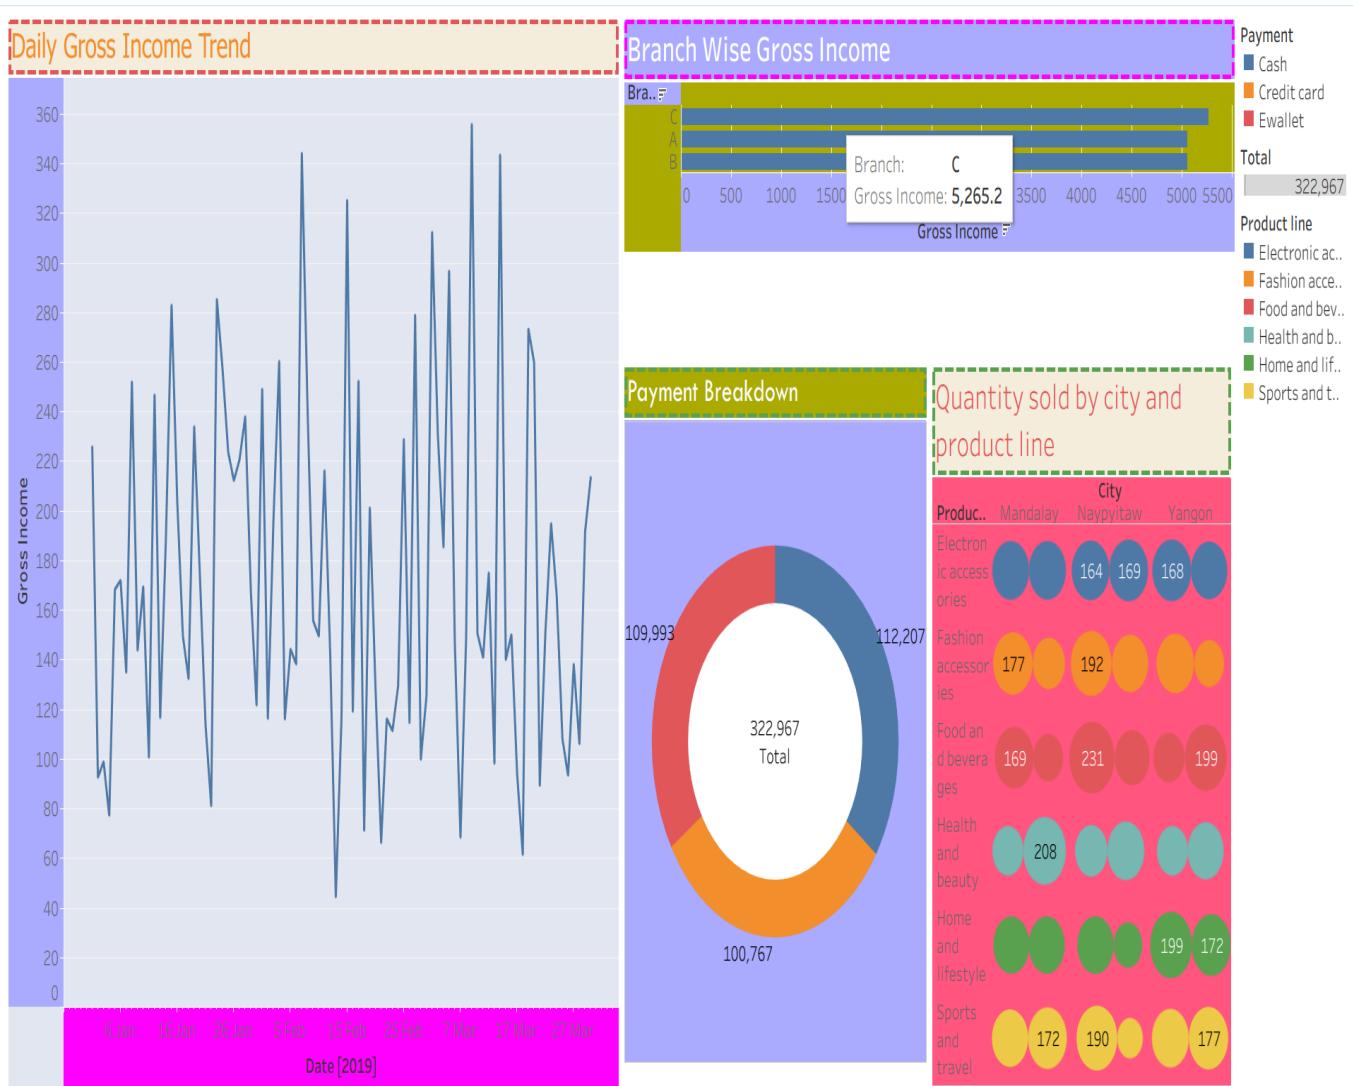 Daily Gross Income Trend
Gross Income
360
340
320
300
280
260
240
220
200
180
160
140
120
100
80
60
40
20
0
6 Jan 16 Jan 26 Jan 5 Feb 15 Feb 25 Feb 7 Mar 17 Mar 27 Mar
Date [2019]
Branch Wise Gross Income
Bra..
C
A
B
Branch: C
Gross Income: 5,265.2
0 500 1000 1500 3500 4000 4500 5000 5500
Gross Income
Payment Breakdown
109,993
112,207
322,967
Total
100,767
Quantity sold by city and
product line
City
Produc.. Mandalay Naypyitaw Yangon
Electron
ic access
ories
164 169 168
Fashion
accessor
ies
177 192
Food an
d bevera
ges
169 231 199
Health
and
beauty
208
Home
and
lifestyle
199 172
Sports
and
travel
172 190 177
Payment
Cash
Credit card
Ewallet
Total
322,967
Product line
Electronic ac..
Fashion acce..
Food and bev..
Health and b..
Home and lif..
Sports and t..